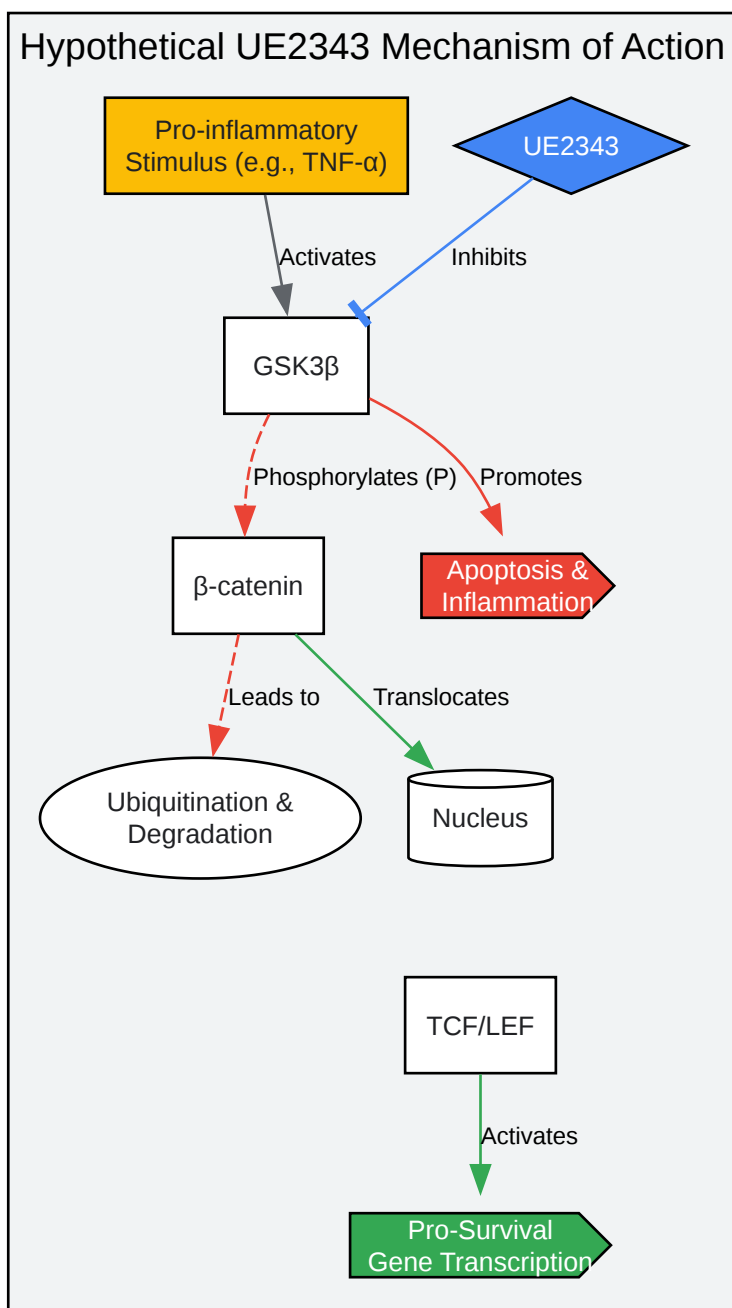 Hypothetical UE2343 Mechanism of Action
Pro-inflammatory
Stimulus (e.g., TNF-α)
UE2343
Activates
Inhibits
GSK3β
Phosphorylates (P)
Promotes
β-catenin
Apoptosis &
Inflammation
Leads to
Translocates
Ubiquitination &
Degradation
Nucleus
TCF/LEF
Activates
Pro-Survival
Gene Transcription